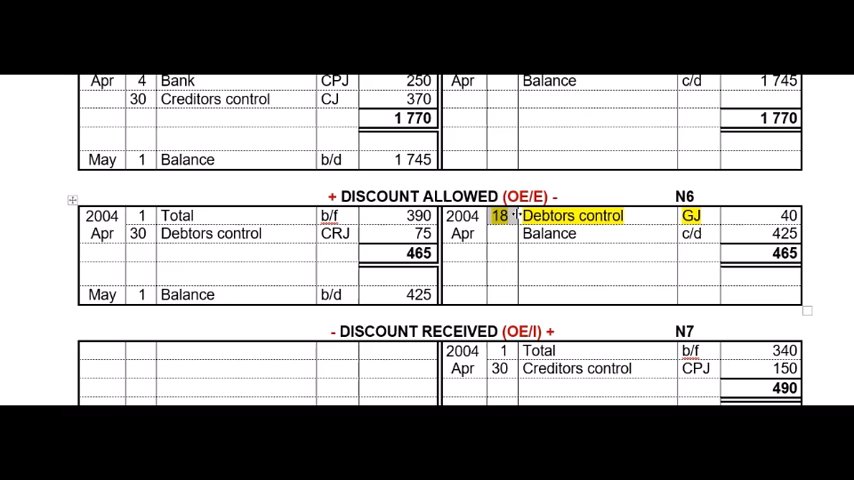 Apr 4 Bank CPJ 250 Apr Balance c/d 1 745
30 Creditors control CJ 370
1 770 1 770
May 1 Balance b/d 1 745
+ DISCOUNT ALLOWED (OE/E) - N6
2004 1 Total b/f 390 2004 18 Debtors control GJ 40
Apr 30 Debtors control CRJ 75 Apr Balance c/d 425
465 465
May 1 Balance b/d 425
- DISCOUNT RECEIVED (OE/I) + N7
2004 1 Total b/f 340
Apr 30 Creditors control CPJ 150
490